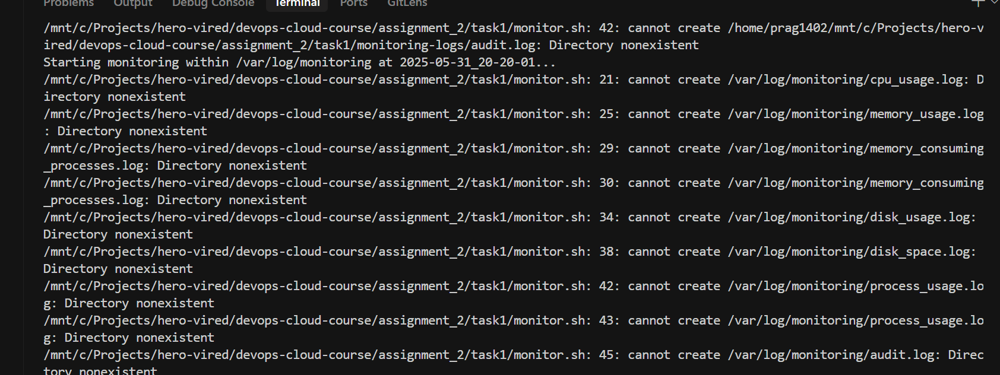 Problems Output Debug Console Terminal Ports GitLens
/mnt/c/Projects/hero-vired/devops-cloud-course/assignment_2/task1/monitor.sh: 42: cannot create /home/prag1402/mnt/c/Projects/hero-v
ired/devops-cloud-course/assignment_2/task1/monitoring-logs/audit.log: Directory nonexistent
Starting monitoring within /var/log/monitoring at 2025-05-31_20-20-01...
/mnt/c/Projects/hero-vired/devops-cloud-course/assignment_2/task1/monitor.sh: 21: cannot create /var/log/monitoring/cpu_usage.log: D
irectory nonexistent
/mnt/c/Projects/hero-vired/devops-cloud-course/assignment_2/task1/monitor.sh: 25: cannot create /var/log/monitoring/memory_usage.log
: Directory nonexistent
/mnt/c/Projects/hero-vired/devops-cloud-course/assignment_2/task1/monitor.sh: 29: cannot create /var/log/monitoring/memory_consuming
_processes.log: Directory nonexistent
/mnt/c/Projects/hero-vired/devops-cloud-course/assignment_2/task1/monitor.sh: 30: cannot create /var/log/monitoring/memory_consuming
_processes.log: Directory nonexistent
/mnt/c/Projects/hero-vired/devops-cloud-course/assignment_2/task1/monitor.sh: 34: cannot create /var/log/monitoring/disk_usage.log:
Directory nonexistent
/mnt/c/Projects/hero-vired/devops-cloud-course/assignment_2/task1/monitor.sh: 38: cannot create /var/log/monitoring/disk_space.log:
Directory nonexistent
/mnt/c/Projects/hero-vired/devops-cloud-course/assignment_2/task1/monitor.sh: 42: cannot create /var/log/monitoring/process_usage.lo
g: Directory nonexistent
/mnt/c/Projects/hero-vired/devops-cloud-course/assignment_2/task1/monitor.sh: 43: cannot create /var/log/monitoring/process_usage.lo
g: Directory nonexistent
/mnt/c/Projects/hero-vired/devops-cloud-course/assignment_2/task1/monitor.sh: 45: cannot create /var/log/monitoring/audit.log: Direc
tory nonexistent